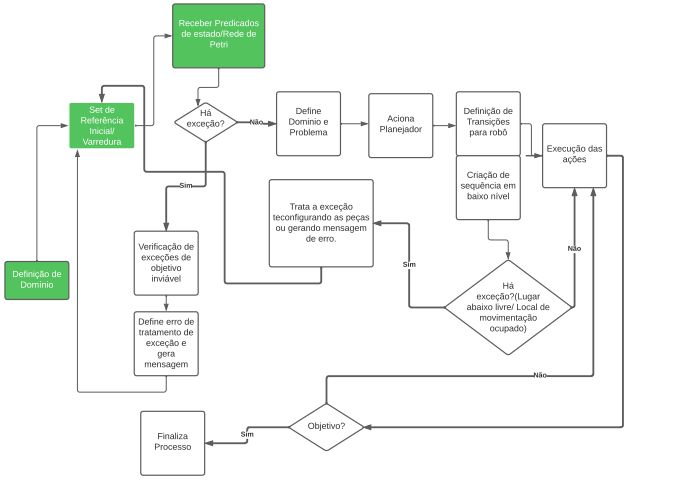 Receber Predicados
de estado/Rede de
Petri
Set de
Referência
Inicial/
Varredura
Há
exceção?
Não
Define
Dominio e
Problema
Aciona
Planejador
Definição de
Transições
para robô
Criação de
sequência em
baixo nível
Execução das
ações
Sim
Trata a exceção
teconfigurando as peças
ou gerando mensagem
de erro.
Verificação de
exceções de
objetivo
inviável
Não
Sim
Definição de
Domínio
Há
exceção?(Lugar
abaixo livre/ Local de
movimentação
ocupado)
Define erro de
tratamento de
exceção e
gera
mensagem
Não
Objetivo?
Sim
Finaliza
Processo